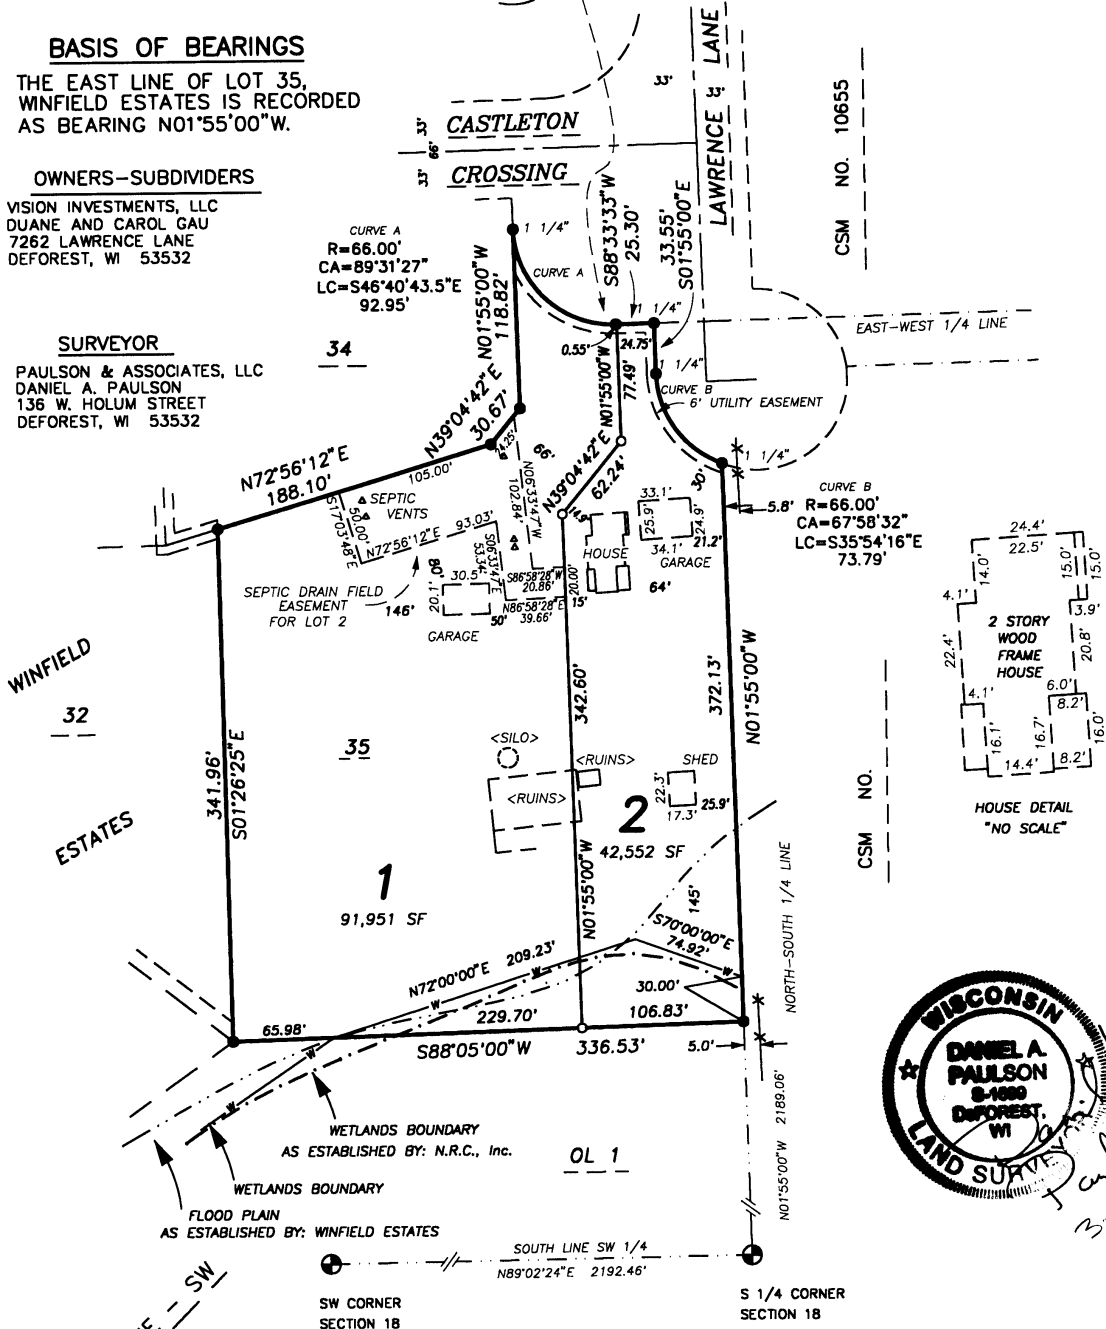 BASIS OF BEARINGS
THE EAST LINE OF LOT 35,
WINFIELD ESTATES IS RECORDED
AS BEARING N01°55'00"W.
OWNERS-SUBDIVIDERS
VISION INVESTMENTS, LLC
DUANE AND CAROL GAU
7262 LAWRENCE LANE
DEFOREST, WI 53532
SURVEYOR
PAULSON & ASSOCIATES, LLC
DANIEL A. PAULSON
136 W. HOLUM STREET
DEFOREST, WI 53532
33'
66'
33'
CASTLETON
CROSSING
33'
33'
LAWRENCE LANE
CSM NO. 10655
CURVE A
R=66.00'
CA=89°31'27"
LC=S46°40'43.5"E
92.95'
1 1/4"
CURVE A
N01°55'00"W
118.82'
S88°33'33"W
25.30'
33.55'
S01°55'00"E
1 1/4"
EAST-WEST 1/4 LINE
0.55'
24.75'
1 1/4"
CURVE B
6' UTILITY EASEMENT
34
N01°55'00"W
77.49'
N39°04'42"E
30.67'
24.25'
66'
N39°04'42"E
62.24'
14.9'
1 1/4"
30'
5.8'
CURVE B
R=66.00'
CA=67°58'32"
LC=S35°54'16"E
73.79'
N72°56'12"E
188.10'
105.00'
SEPTIC
VENTS
S17°03'48"E
50.00'
N72°56'12"E
93.03'
N06°33'47"W
102.84'
S06°33'47"E
53.34'
80'
S86°58'28"W
20.86'
20.00'
N86°58'28"E
39.66'
15'
HOUSE
33.1'
25.9'
24.9'
34.1'
21.2'
GARAGE
64'
SEPTIC DRAIN FIELD
EASEMENT
FOR LOT 2
146'
30.5'
20.1'
50'
GARAGE
24.4'
22.5'
14.0'
15.0'
15.0'
4.1'
3.9'
22.4'
20.8'
2 STORY
WOOD
FRAME
HOUSE
4.1'
6.0'
8.2'
16.1'
16.7'
16.0'
14.4'
8.2'
HOUSE DETAIL
"NO SCALE"
WINFIELD
32
ESTATES
35
341.96'
S01°26'25"E
342.60'
372.13'
N01°55'00"W
CSM NO.
<SILO>
<RUINS>
<RUINS>
SHED
22.3'
17.3'
25.9'
2
42,552 SF
1
91,951 SF
N01°55'00"W
145'
S70°00'00"E
74.92'
NORTH-SOUTH 1/4 LINE
N72°00'00"E 209.23'
W
W
W
W
W
30.00'
65.98'
229.70'
106.83'
S88°05'00"W
336.53'
5.0'
WETLANDS BOUNDARY
AS ESTABLISHED BY: N.R.C., Inc.
OL 1
WETLANDS BOUNDARY
FLOOD PLAIN
AS ESTABLISHED BY: WINFIELD ESTATES
N01°55'00"W 2189.06'
SOUTH LINE SW 1/4
N89°02'24"E 2192.46'
SW
SW CORNER
SECTION 18
S 1/4 CORNER
SECTION 18
WISCONSIN
DANIEL A.
PAULSON
S-1699
DeFOREST,
WI
LAND SURVEYOR